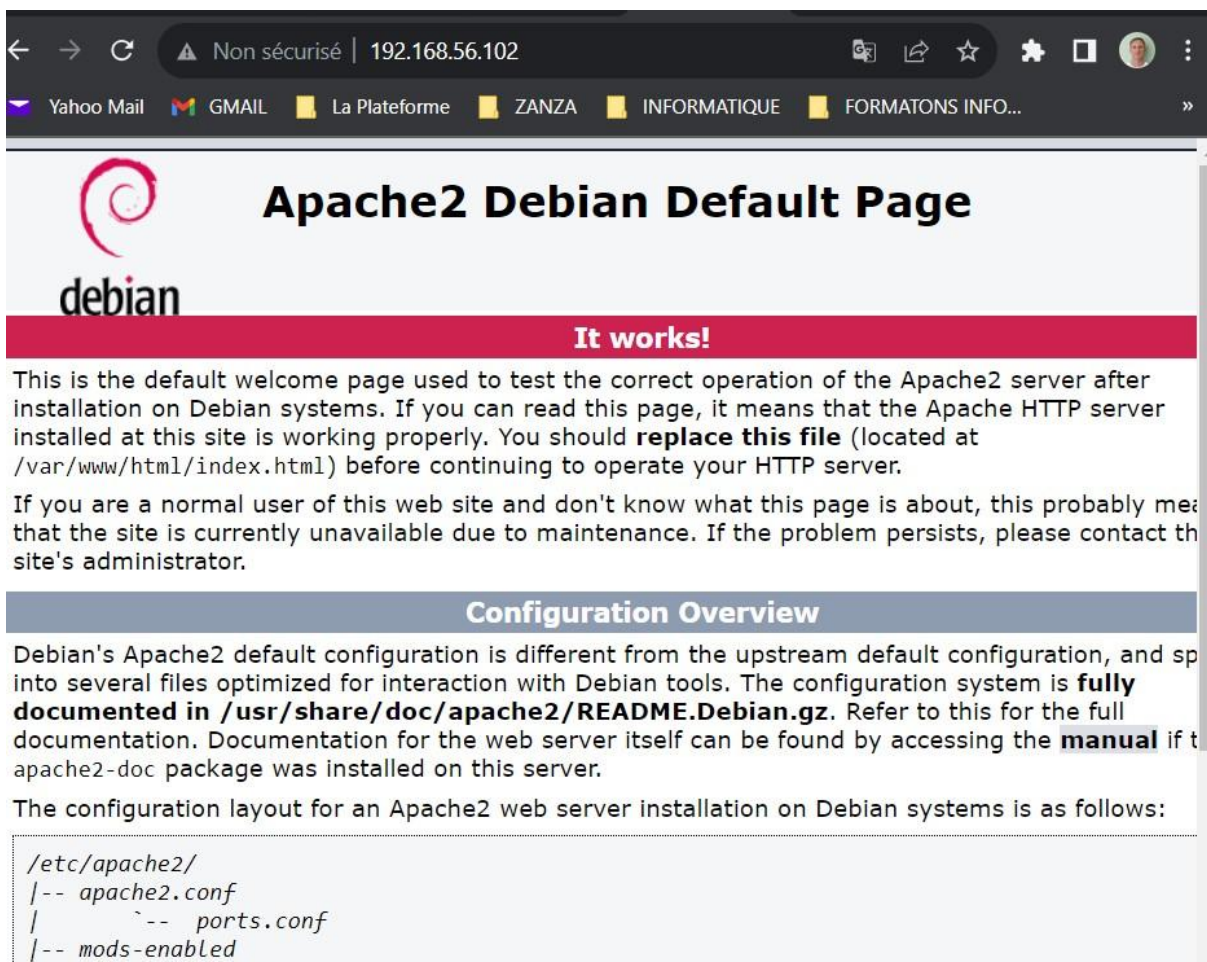 Non sécurisé | 192.168.56.102
Yahoo Mail GMAIL La Plateforme ZANZA INFORMATIQUE FORMATONS INFO... »
debian
Apache2 Debian Default Page
It works!
This is the default welcome page used to test the correct operation of the Apache2 server after
installation on Debian systems. If you can read this page, it means that the Apache HTTP server
installed at this site is working properly. You should replace this file (located at
/var/www/html/index.html) before continuing to operate your HTTP server.
If you are a normal user of this web site and don't know what this page is about, this probably
that the site is currently unavailable due to maintenance. If the problem persists, please contact
site's administrator.
Configuration Overview
Debian's Apache2 default configuration is different from the upstream default configuration, and
into several files optimized for interaction with Debian tools. The configuration system is fully
documented in /usr/share/doc/apache2/README.Debian.gz. Refer to this for the full
documentation. Documentation for the web server itself can be found by accessing the manual if
apache2-doc package was installed on this server.
The configuration layout for an Apache2 web server installation on Debian systems is as follows:
/etc/apache2/
|-- apache2.conf
|       `--  ports.conf
|-- mods-enabled